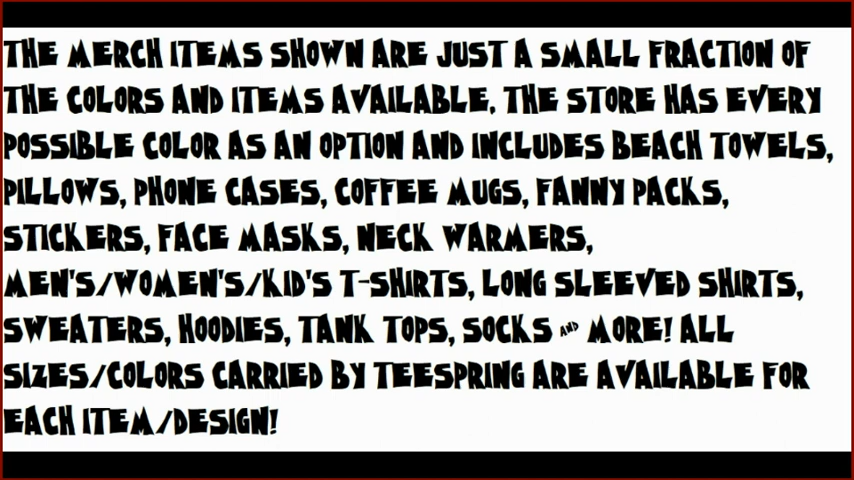 THE MERCH ITEMS SHOWN ARE JUST A SMALL FRACTION OF
THE COLORS AND ITEMS AVAILABLE. THE STORE HAS EVERY
POSSIBLE COLOR AS AN OPTION AND INCLUDES BEACH TOWELS,
PILLOWS, PHONE CASES, COFFEE MUGS, FANNY PACKS,
STICKERS, FACE MASKS, NECK WARMERS,
MEN'S/WOMEN'S/KID'S T-SHIRTS, LONG SLEEVED SHIRTS,
SWEATERS, HOODIES, TANK TOPS, SOCKS AND MORE! ALL
SIZES/COLORS CARRIED BY TEESPRING ARE AVAILABLE FOR
EACH ITEM/DESIGN!